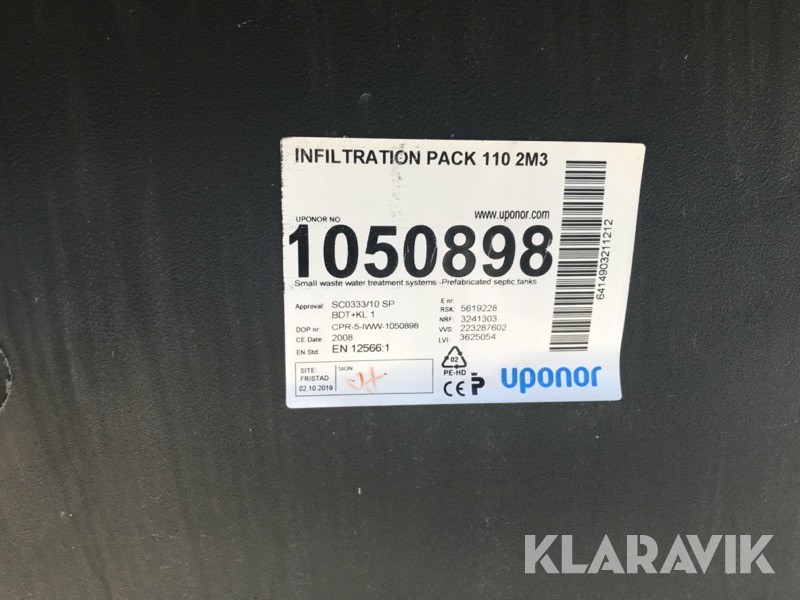 INFILTRATION PACK 110 2M3
www.uponor.com
UPONOR NO
1050898
Small waste water treatment systems -Prefabricated septic tanks
Approval: SC0333/10 SP
BDT+KL 1
DOP nr: CPR-5-IWW-1050898
CE Date: 2008
EN Std: EN 12566:1
E nr:
RSK: 5619228
NRF: 3241303
VVS: 223287602
LVI: 3625054
SITE:
FRISTAD
02.10.2019
SIGN:
02
PE-HD
CE P
uponor
6414903211212
KLARAVIK